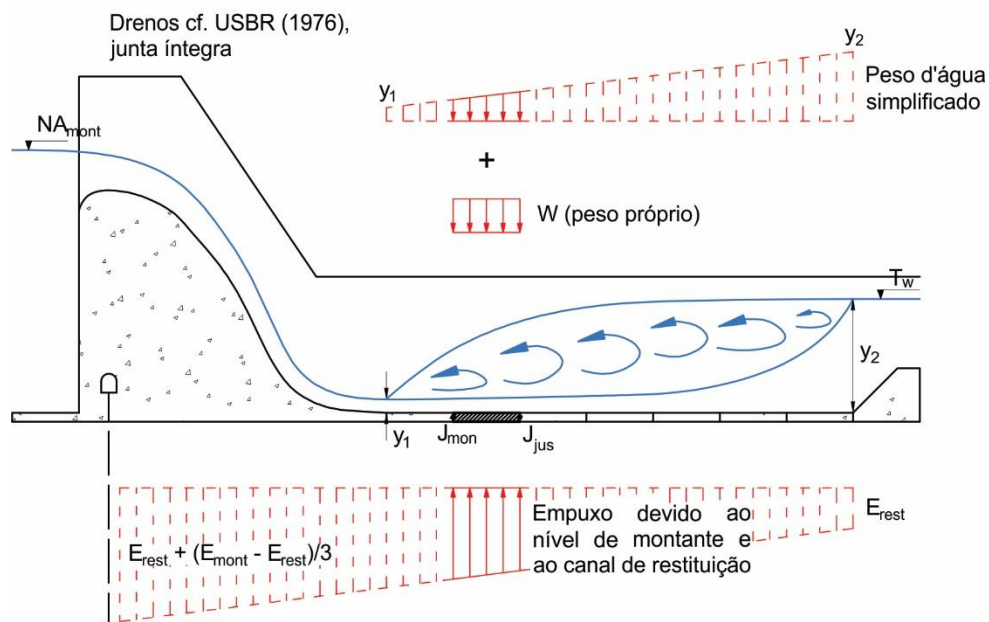 Drenos cf. USBR (1976),
junta íntegra
y2
y1
Peso d'água
simplificado
NAmont
+
W (peso próprio)
Tw
y2
y1
Jmon
Jjus
Erest + (Emont - Erest)/3
Empuxo devido ao
nível de montante e
ao canal de restituição
Erest